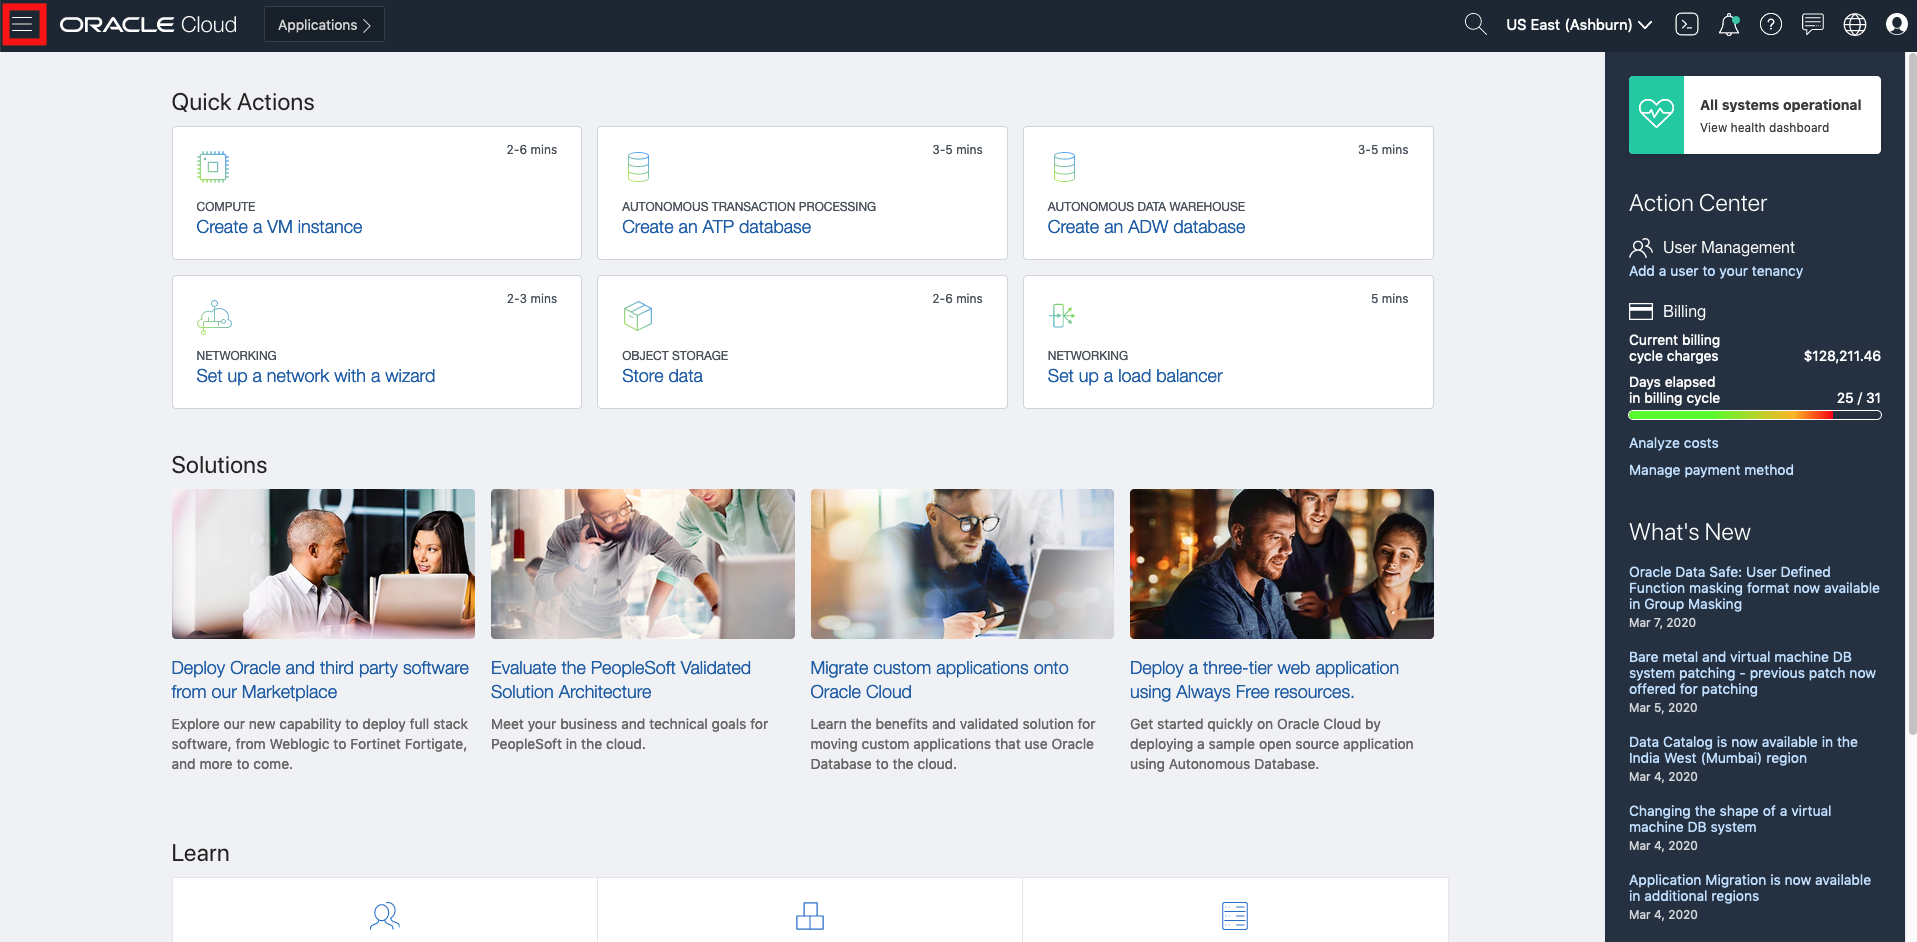 ORACLE Cloud
Applications
US East (Ashburn)
Quick Actions
2-6 mins
COMPUTE
Create a VM instance
3-5 mins
AUTONOMOUS TRANSACTION PROCESSING
Create an ATP database
3-5 mins
AUTONOMOUS DATA WAREHOUSE
Create an ADW database
2-3 mins
NETWORKING
Set up a network with a wizard
2-6 mins
OBJECT STORAGE
Store data
5 mins
NETWORKING
Set up a load balancer
Solutions
Deploy Oracle and third party software
from our Marketplace
Explore our new capability to deploy full stack
software, from Weblogic to Fortinet Fortigate,
and more to come.
Evaluate the PeopleSoft Validated
Solution Architecture
Meet your business and technical goals for
PeopleSoft in the cloud.
Migrate custom applications onto
Oracle Cloud
Learn the benefits and validated solution for
moving custom applications that use Oracle
Database to the cloud.
Deploy a three-tier web application
using Always Free resources.
Get started quickly on Oracle Cloud by
deploying a sample open source application
using Autonomous Database.
Learn
All systems operational
View health dashboard
Action Center
User Management
Add a user to your tenancy
Billing
Current billing
cycle charges $128,211.46
Days elapsed
in billing cycle 25 / 31
Analyze costs
Manage payment method
What's New
Oracle Data Safe: User Defined
Function masking format now available
in Group Masking
Mar 7, 2020
Bare metal and virtual machine DB
system patching - previous patch now
offered for patching
Mar 5, 2020
Data Catalog is now available in the
India West (Mumbai) region
Mar 4, 2020
Changing the shape of a virtual
machine DB system
Mar 4, 2020
Application Migration is now available
in additional regions
Mar 4, 2020